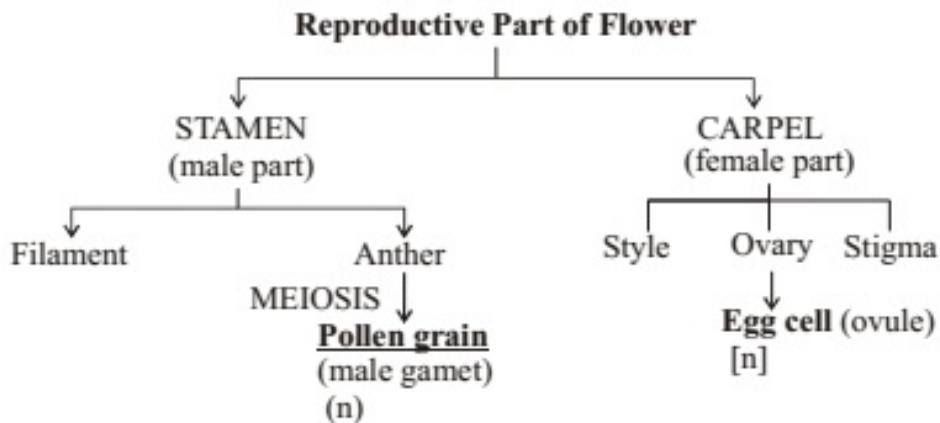 Reproductive Part of Flower
STAMEN
(male part)
CARPEL
(female part)
Filament
Anther
Style
Ovary
Stigma
MEIOSIS
Pollen grain
(male gamet)
(n)
Egg cell (ovule)
[n]